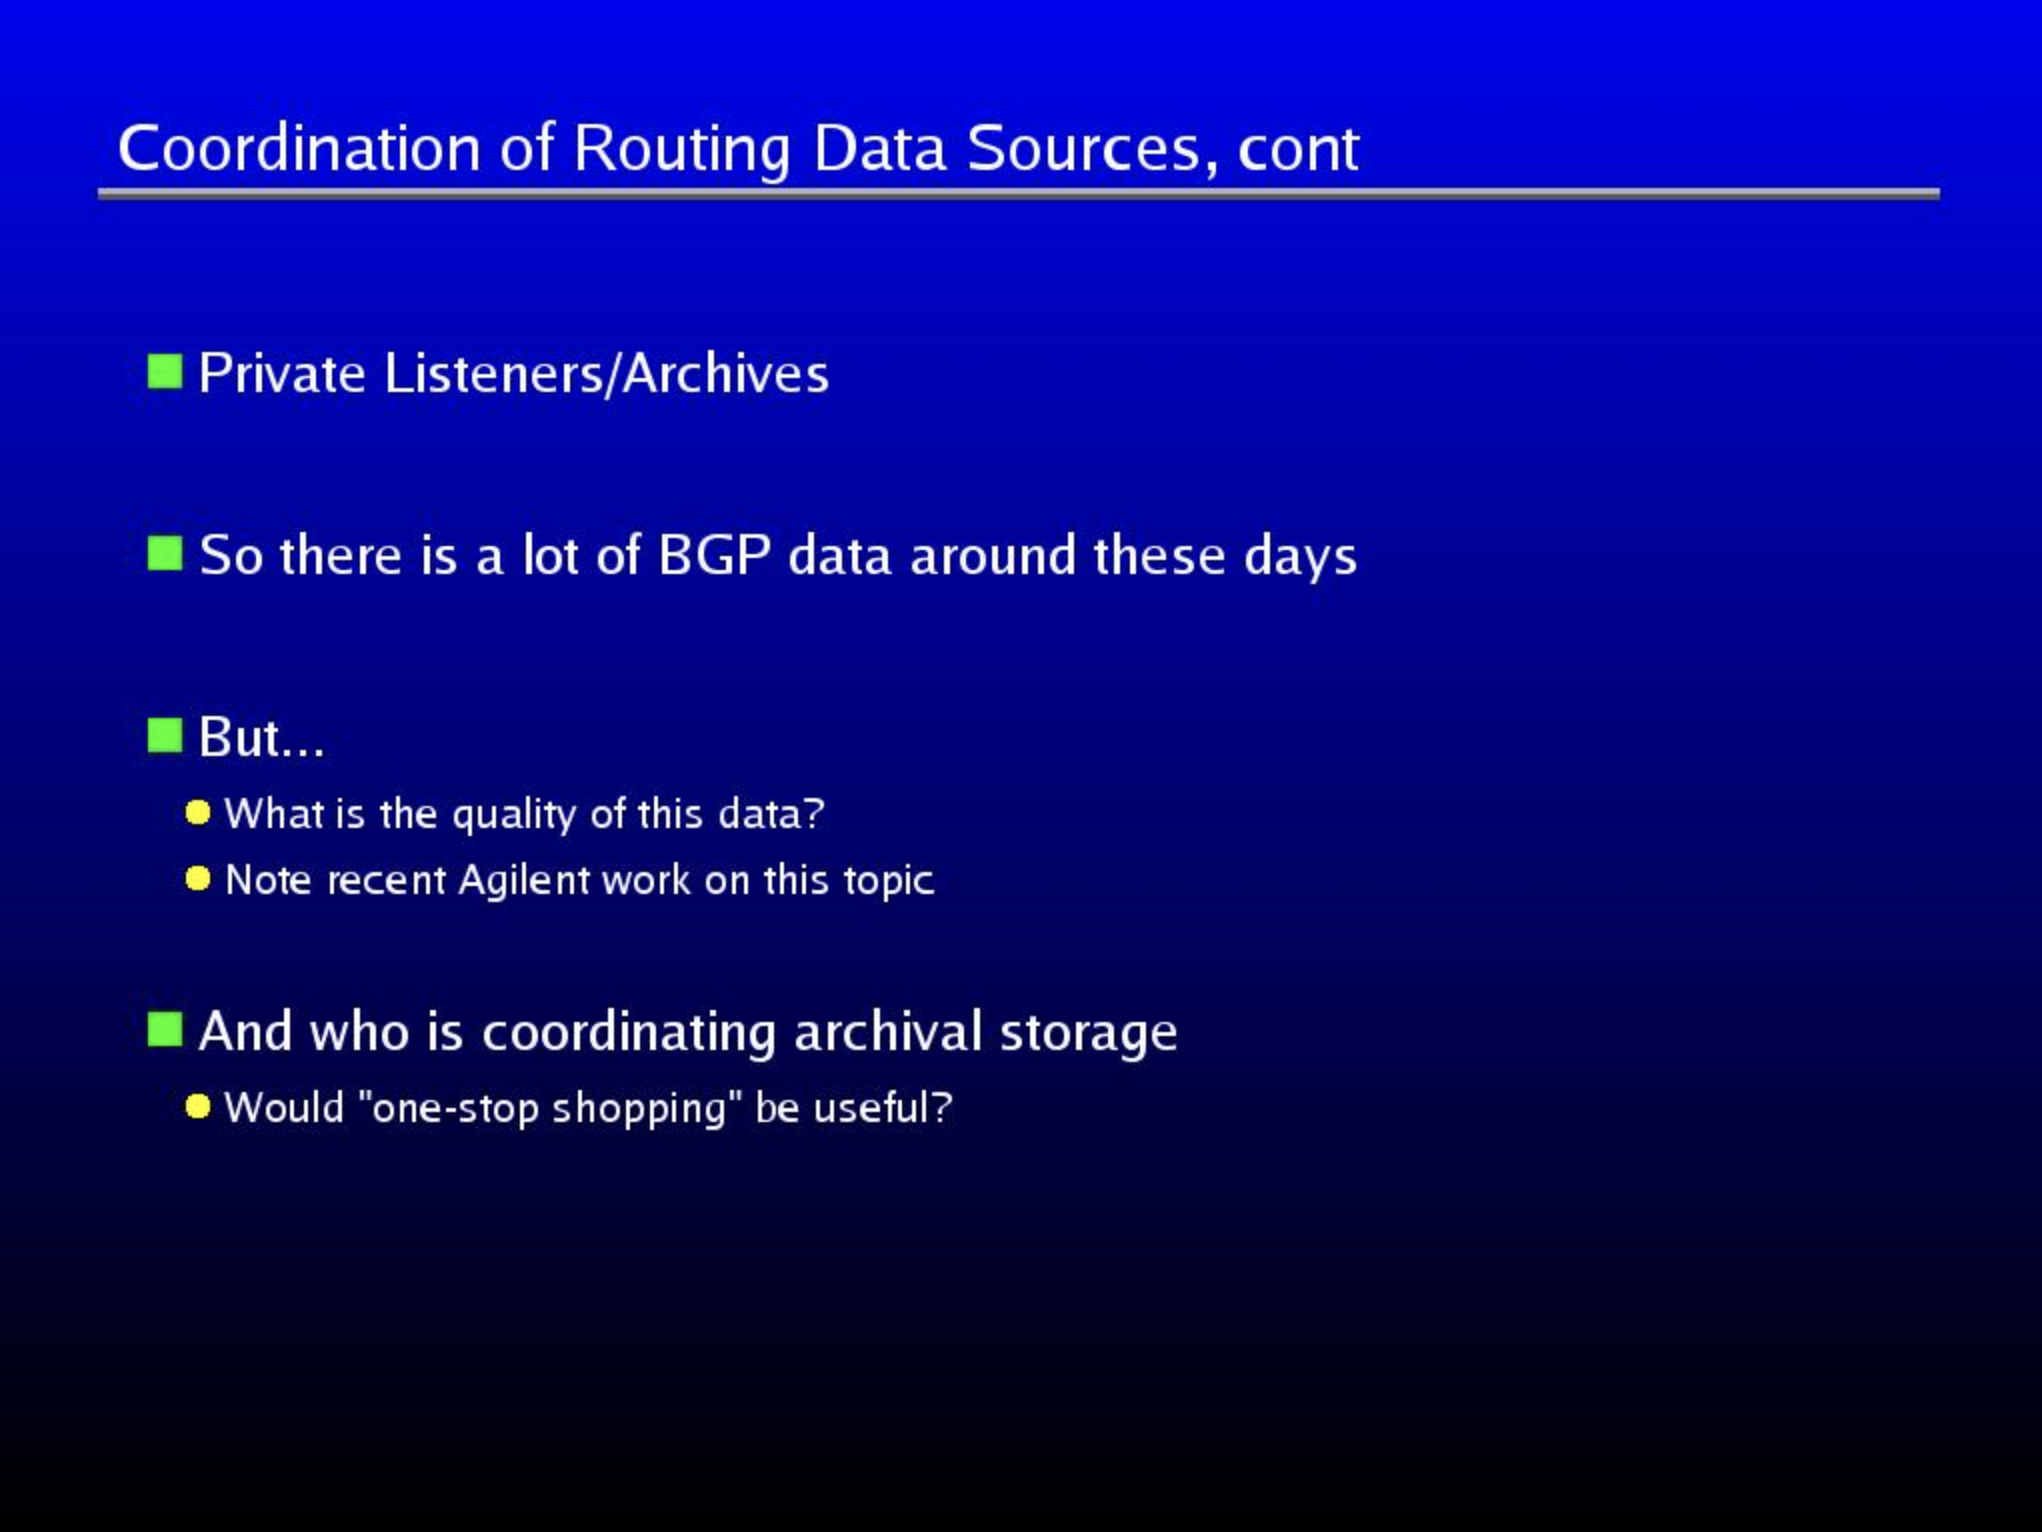 Coordination of Routing Data Sources, cont
Private Listeners/Archives
So there is a lot of BGP data around these days
But...
What is the quality of this data?
Note recent Agilent work on this topic
And who is coordinating archival storage
Would "one-stop shopping" be useful?